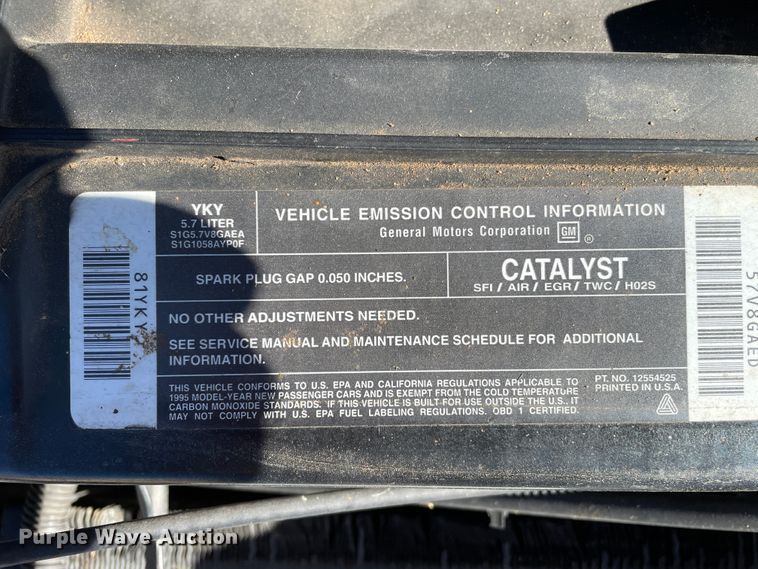 YKY
5.7 LITER
S1G5.7V8GAEA
S1G1058AYP0F
VEHICLE EMISSION CONTROL INFORMATION
General Motors Corporation GM ®
SPARK PLUG GAP 0.050 INCHES.
CATALYST
SFI / AIR / EGR / TWC / H02S
NO OTHER ADJUSTMENTS NEEDED.
SEE SERVICE MANUAL AND MAINTENANCE SCHEDULE FOR ADDITIONAL
INFORMATION.
THIS VEHICLE CONFORMS TO U.S. EPA AND CALIFORNIA REGULATIONS APPLICABLE TO
1995 MODEL-YEAR NEW PASSENGER CARS AND IS EXEMPT FROM THE COLD TEMPERATURE
CARBON MONOXIDE STANDARDS. IF THIS VEHICLE IS BUILT FOR USE OUTSIDE THE U.S. IT
MAY NOT COMPLY WITH U.S. EPA FUEL LABELING REGULATIONS. OBD 1 CERTIFIED.
PT. NO. 12554525
PRINTED IN U.S.A.
81YKY
57V8GAED
Purple Wave Auction